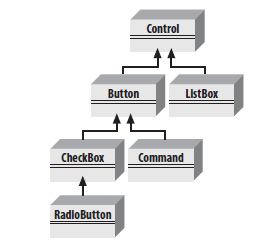 Control
Button
ListBox
CheckBox
Command
RadioButton